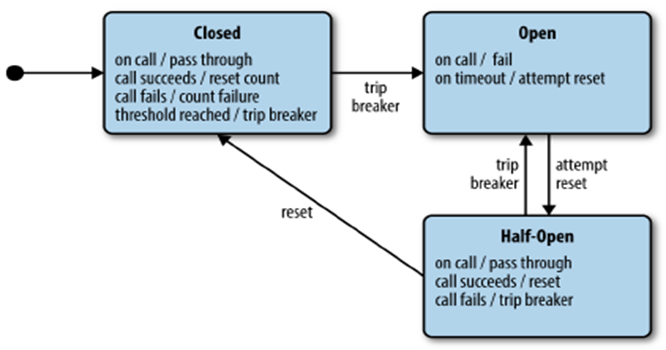 Closed
on call / pass through
call succeeds / reset count
call fails / count failure
threshold reached / trip breaker
trip
breaker
Open
on call / fail
on timeout / attempt reset
trip
breaker
attempt
reset
reset
Half-Open
on call / pass through
call succeeds / reset
call fails / trip breaker